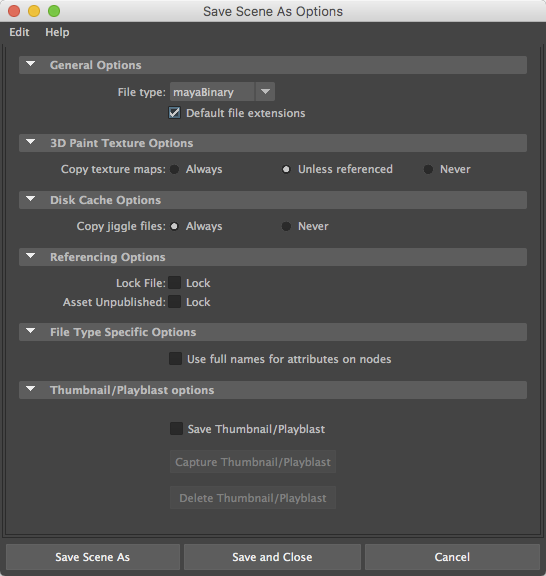 Save Scene As Options
Edit Help
General Options
File type: mayaBinary
Default file extensions
3D Paint Texture Options
Copy texture maps: Always Unless referenced Never
Disk Cache Options
Copy jiggle files: Always Never
Referencing Options
Lock File: Lock
Asset Unpublished: Lock
File Type Specific Options
Use full names for attributes on nodes
Thumbnail/Playblast options
Save Thumbnail/Playblast
Capture Thumbnail/Playblast
Delete Thumbnail/Playblast
Save Scene As Save and Close Cancel